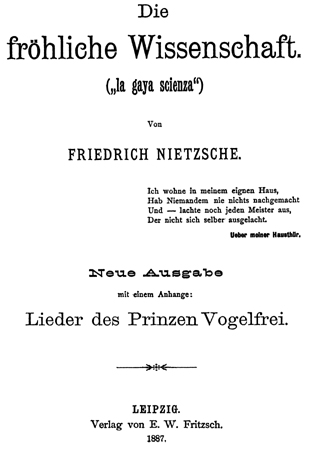 Die
fröhliche Wissenschaft.
(„la gaya scienza“)
Von
FRIEDRICH NIETZSCHE.
Ich wohne in meinem eignen Haus,
Hab Niemandem nie nichts nachgemacht
Und — lachte noch jeden Meister aus,
Der nicht sich selber ausgelacht.
Ueber meiner Hausthür.
Neue Ausgabe
mit einem Anhange:
Lieder des Prinzen Vogelfrei.
LEIPZIG.
Verlag von E. W. Fritzsch.
1887.